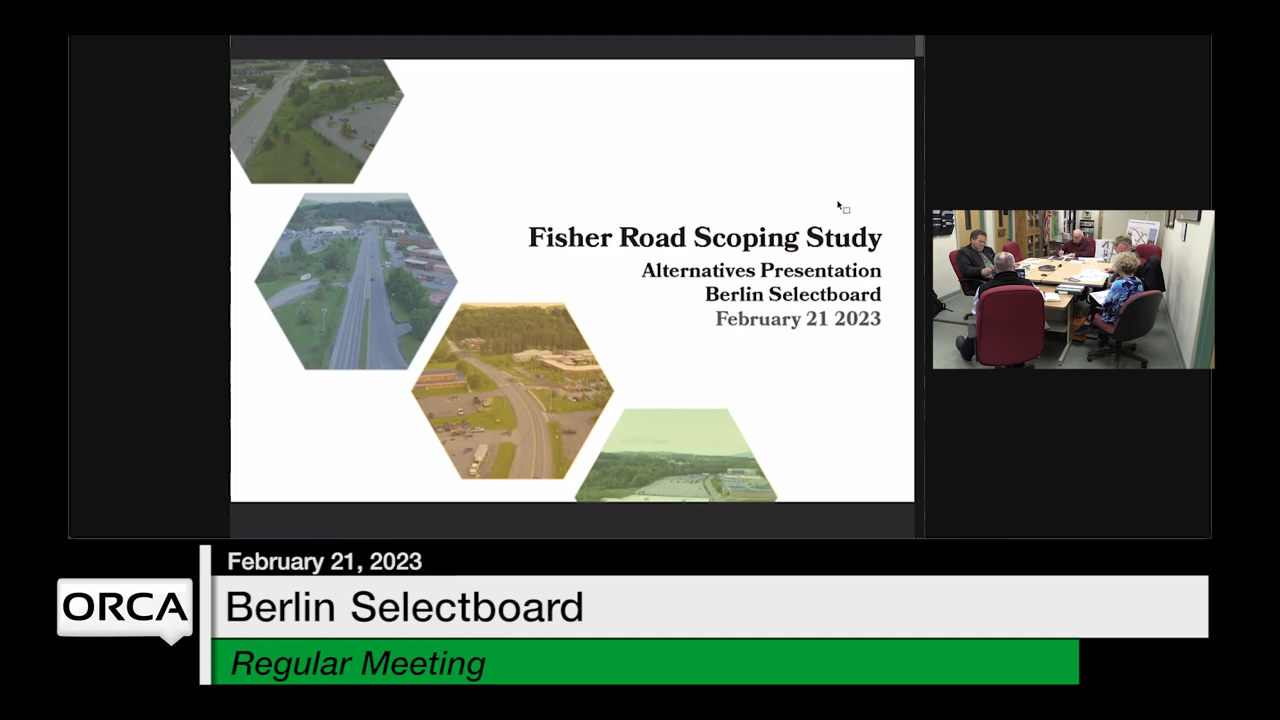 Fisher Road Scoping Study
Alternatives Presentation
Berlin Selectboard
February 21 2023
February 21, 2023
ORCA
Berlin Selectboard
Regular Meeting